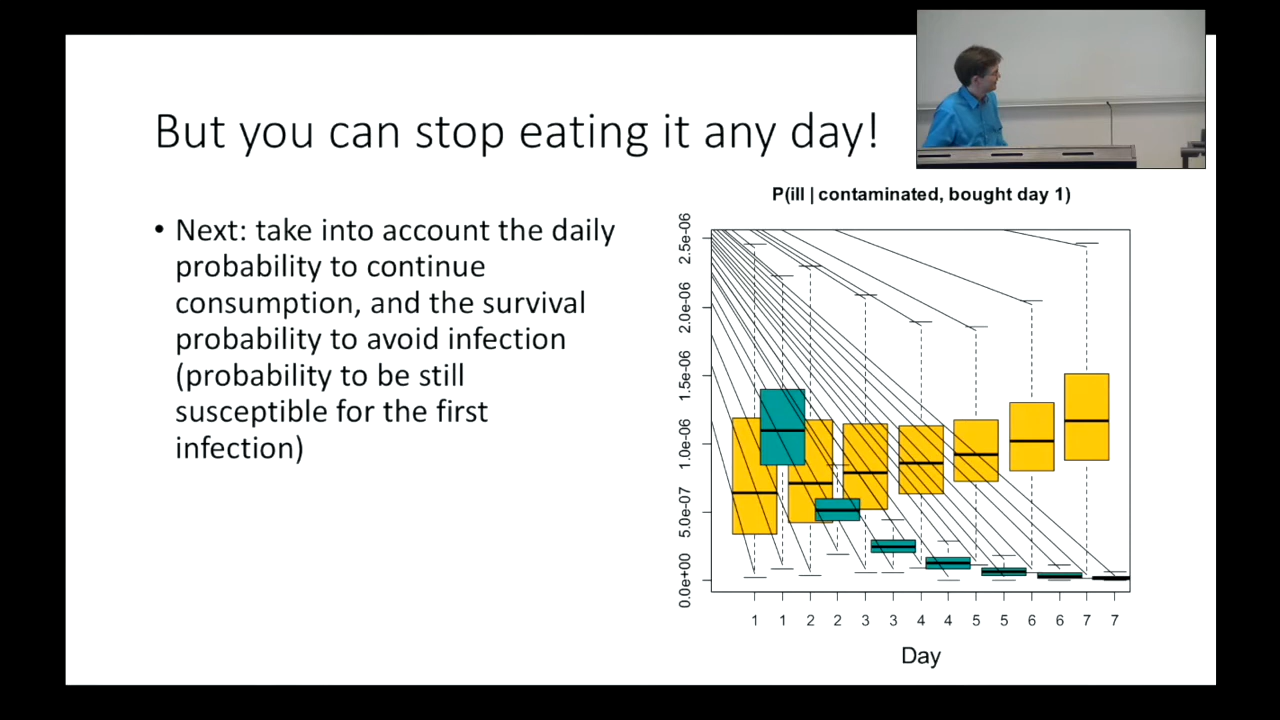 But you can stop eating it any day!
• Next: take into account the daily
probability to continue
consumption, and the survival
probability to avoid infection
(probability to be still
susceptible for the first
infection)
P(ill | contaminated, bought day 1)
2.5e-06
2.0e-06
1.5e-06
1.0e-06
5.0e-07
0.0e+00
1 1 2 2 3 3 4 4 5 5 6 6 7 7
Day